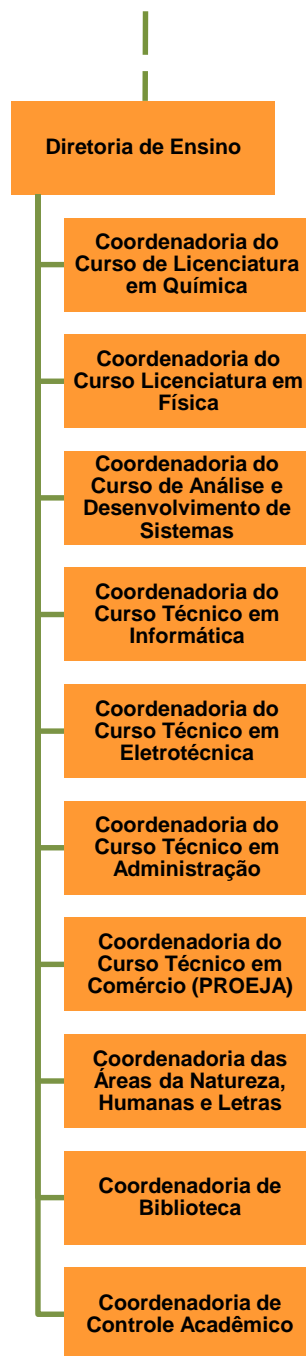 Diretoria de Ensino
Coordenadoria do
Curso de Licenciatura
em Química
Coordenadoria do
Curso Licenciatura em
Física
Coordenadoria do
Curso de Análise e
Desenvolvimento de
Sistemas
Coordenadoria do
Curso Técnico em
Informática
Coordenadoria do
Curso Técnico em
Eletrotécnica
Coordenadoria do
Curso Técnico em
Administração
Coordenadoria do
Curso Técnico em
Comércio (PROEJA)
Coordenadoria das
Áreas da Natureza,
Humanas e Letras
Coordenadoria de
Biblioteca
Coordenadoria de
Controle Acadêmico